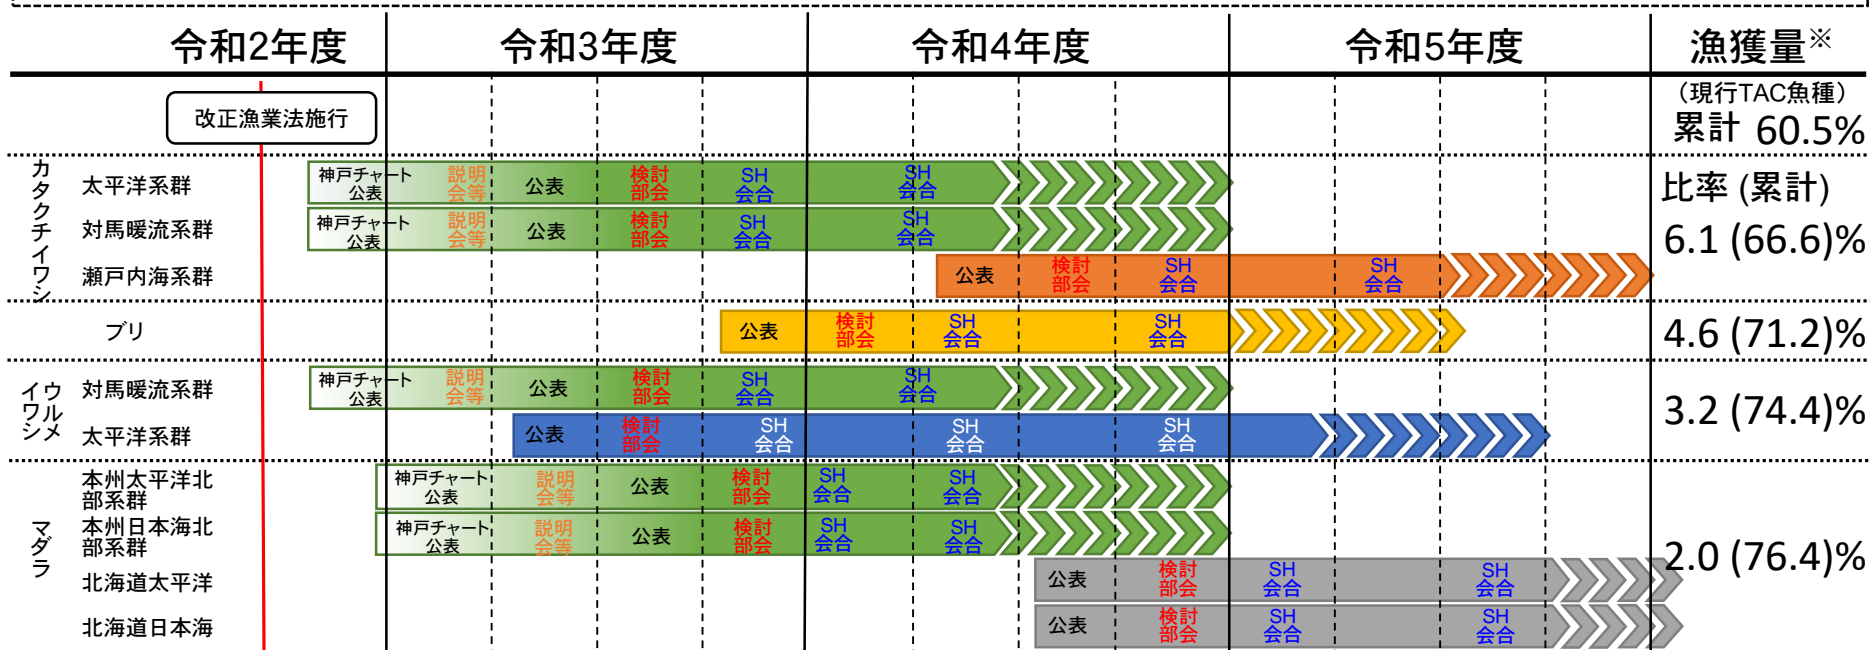 令和2年度
令和3年度
令和4年度
令和5年度
漁獲量※
改正漁業法施行
(現行TAC魚種)
累計 60.5%
カタクチイワシ
太平洋系群
神戸チャート
公表
説明
会等
公表
検討
部会
SH
会合
SH
会合
比率 (累計)
対馬暖流系群
神戸チャート
公表
説明
会等
公表
検討
部会
SH
会合
SH
会合
6.1 (66.6)%
瀬戸内海系群
公表
検討
部会
SH
会合
SH
会合
ブリ
公表
検討
部会
SH
会合
SH
会合
4.6 (71.2)%
ウルメ
イワシ
対馬暖流系群
神戸チャート
公表
説明
会等
公表
検討
部会
SH
会合
SH
会合
3.2 (74.4)%
太平洋系群
公表
検討
部会
SH
会合
SH
会合
SH
会合
マダラ
本州太平洋北
部系群
神戸チャート
公表
説明
会等
公表
検討
部会
SH
会合
SH
会合
本州日本海北
部系群
神戸チャート
公表
説明
会等
公表
検討
部会
SH
会合
SH
会合
2.0 (76.4)%
北海道太平洋
公表
検討
部会
SH
会合
SH
会合
北海道日本海
公表
検討
部会
SH
会合
SH
会合